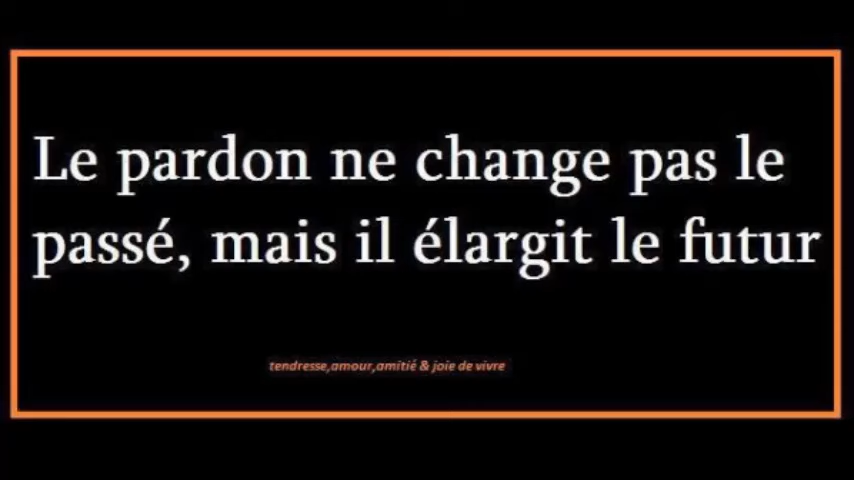 Le pardon ne change pas le
passé, mais il élargit le futur
tendresse,amour,amitié & joie de vivre